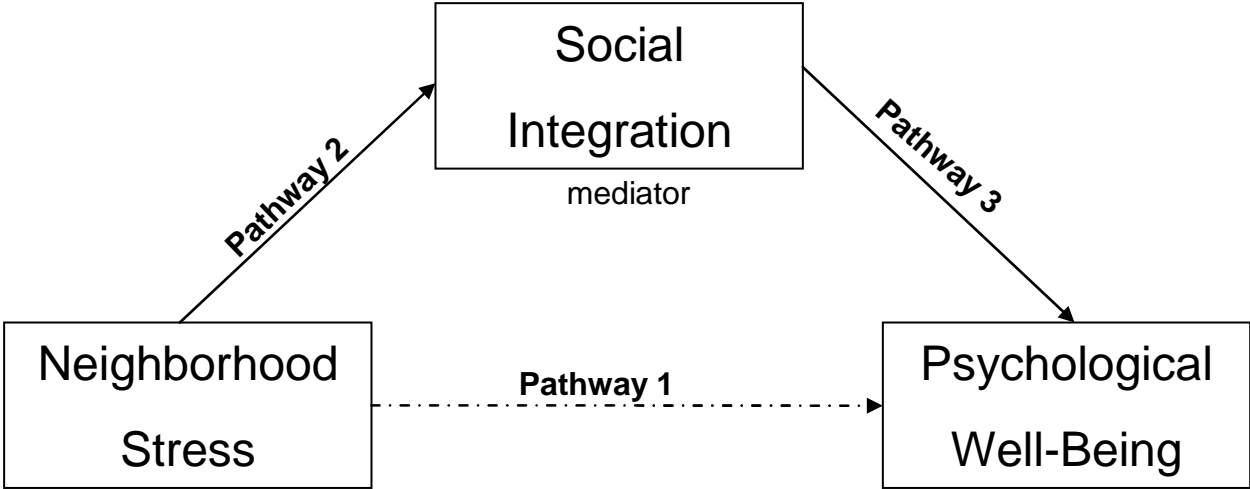 Social
Integration
mediator
Pathway 2
Pathway 3
Neighborhood
Stress
Pathway 1
Psychological
Well-Being